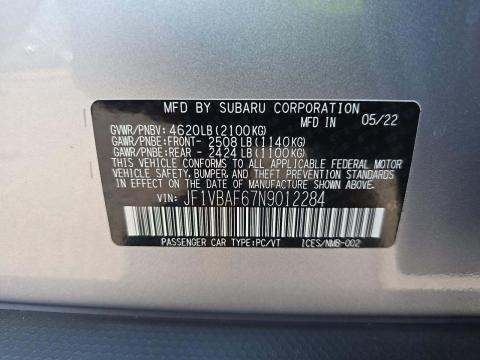 MFD BY SUBARU CORPORATION
GVWR/PNBV: 4620LB(2100KG) MFD IN 05/22
GAWR/PNBE:FRONT- 2508LB(1140KG)
GAWR/PNBE:REAR - 2424LB(1100KG)
THIS VEHICLE CONFORMS TO ALL APPLICABLE FEDERAL MOTOR
VEHICLE SAFETY, BUMPER, AND THEFT PREVENTION STANDARDS
IN EFFECT ON THE DATE OF MANUFACTURE SHOWN ABOVE.
VIN: JF1VBAF67N9012284
PASSENGER CAR TYPE:PC/VT ICES/NMB-002